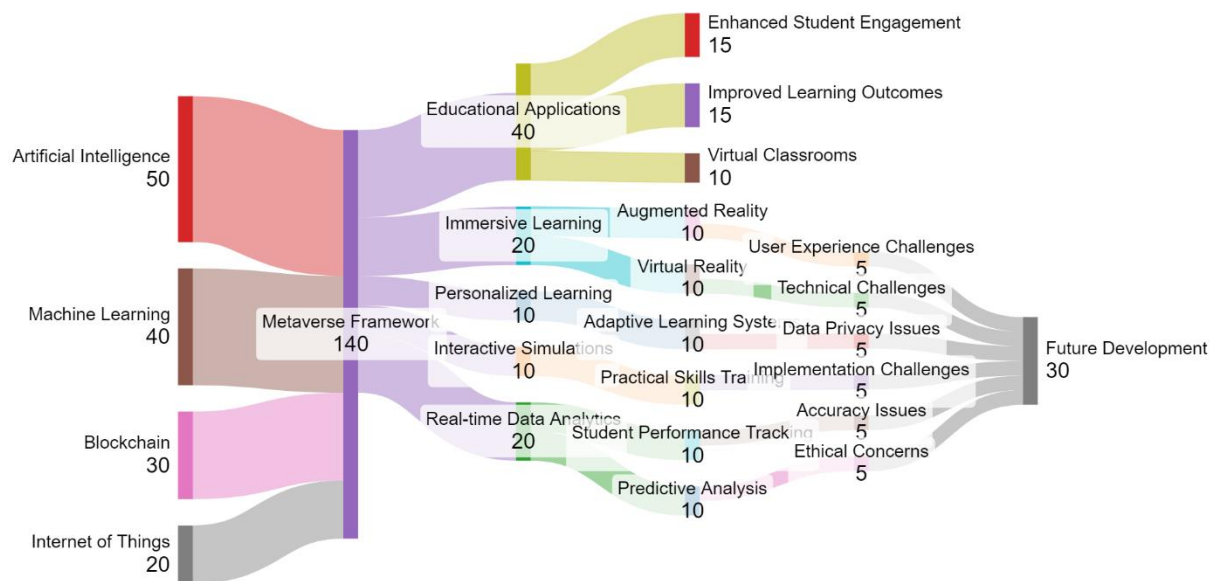 Artificial Intelligence
50
Machine Learning
40
Blockchain
30
Internet of Things
20
Metaverse Framework
140
Educational Applications
40
Immersive Learning
20
Personalized Learning
10
Interactive Simulations
10
Real-time Data Analytics
20
Enhanced Student Engagement
15
Improved Learning Outcomes
15
Virtual Classrooms
10
Augmented Reality
10
Virtual Reality
10
Adaptive Learning Systems
10
Practical Skills Training
10
Student Performance Tracking
10
Predictive Analysis
10
User Experience Challenges
5
Technical Challenges
5
Data Privacy Issues
5
Implementation Challenges
5
Accuracy Issues
5
Ethical Concerns
5
Future Development
30